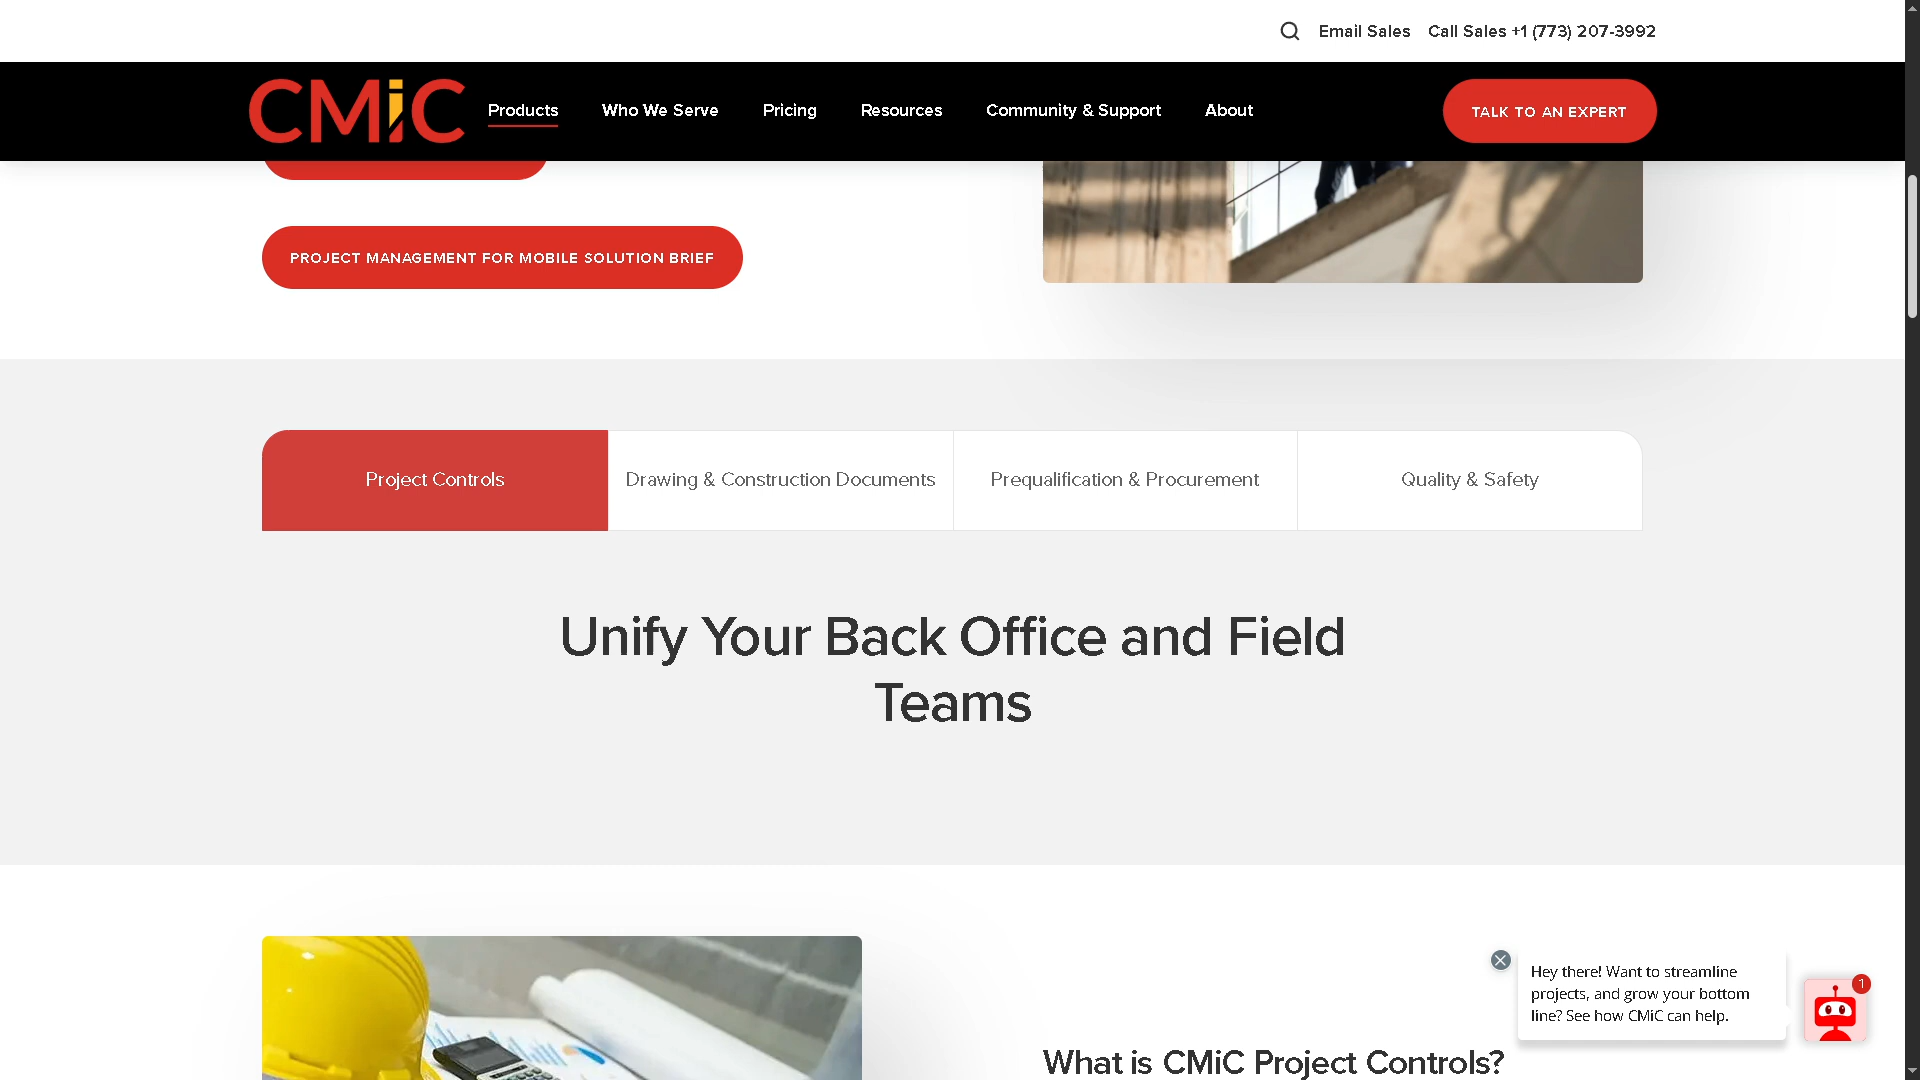 Email Sales Call Sales +1 (773) 207-3992
CMiC Products Who We Serve Pricing Resources Community & Support About TALK TO AN EXPERT
PROJECT MANAGEMENT FOR MOBILE SOLUTION BRIEF
Project Controls Drawing & Construction Documents Prequalification & Procurement Quality & Safety
Unify Your Back Office and Field
Teams
1
Hey there! Want to streamline
projects, and grow your bottom
line? See how CMiC can help.
What is CMiC Project Controls?